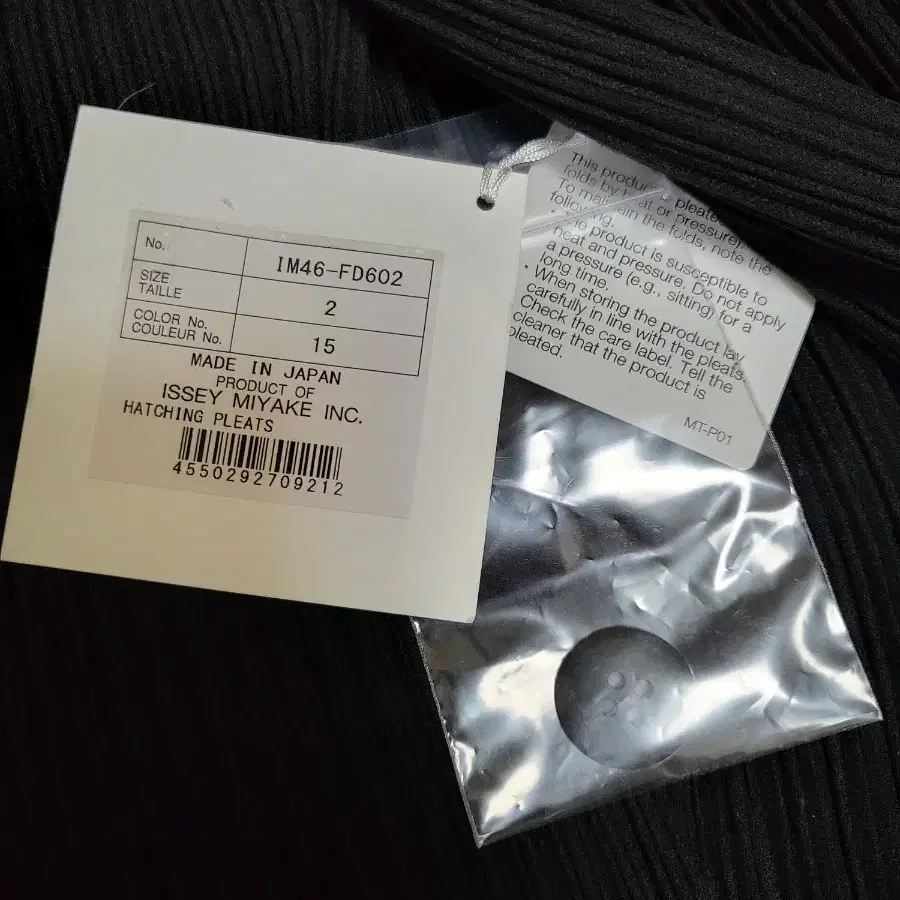 No.
IM46-FD602
SIZE
TAILLE
2
COLOR No.
COULEUR No.
15
MADE IN JAPAN
PRODUCT OF
ISSEY MIYAKE INC.
HATCHING PLEATS
4550292709212
This pleate
folds by or pressure).
To maintain the folds, note the
following.
product is susceptible to
heat and pressure. Do not apply
a pressure (e.g., sitting) for a
long time.
• When storing the product lay
carefully in line with the pleats.
Check the care label. Tell the
cleaner that the product is
pleated.
MT-P01